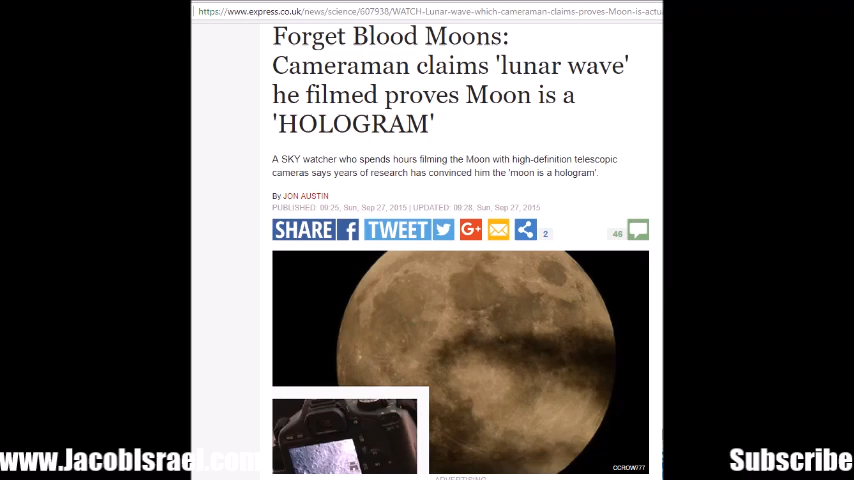 https://www.express.co.uk/news/science/607938/WATCH-Lunar-wave-which-cameraman-claims-proves-Moon-is-actu
Forget Blood Moons:
Cameraman claims 'lunar wave'
he filmed proves Moon is a
'HOLOGRAM'
A SKY watcher who spends hours filming the Moon with high-definition telescopic
cameras says years of research has convinced him the 'moon is a hologram'.
By JON AUSTIN
PUBLISHED: 09:25, Sun, Sep 27, 2015 | UPDATED: 09:28, Sun, Sep 27, 2015
SHARE f TWEET G+ 2 46
CCROW777
www.JacobIsrael.com Subscribe
ADVERTISING